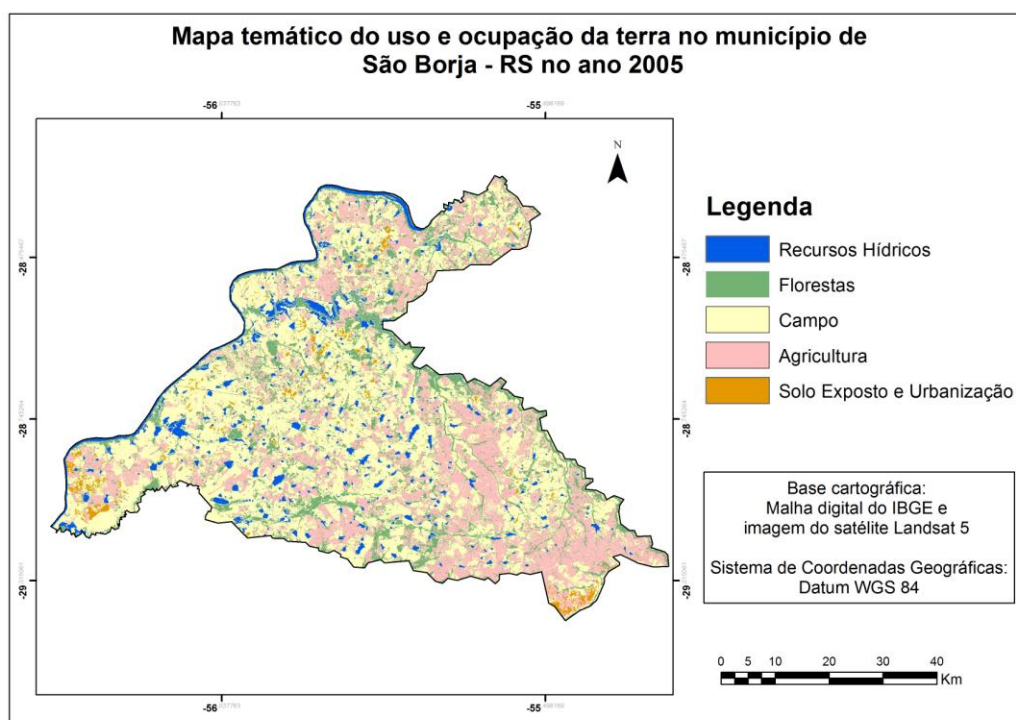 Mapa temático do uso e ocupação da terra no município de
São Borja - RS no ano 2005
-56
-55
N
-28
-28
-28
-28
-29
-29
-56
-55
Legenda
Recursos Hídricos
Florestas
Campo
Agricultura
Solo Exposto e Urbanização
Base cartográfica:
Malha digital do IBGE e
imagem do satélite Landsat 5
Sistema de Coordenadas Geográficas:
Datum WGS 84
0 5 10 20 30 40
Km